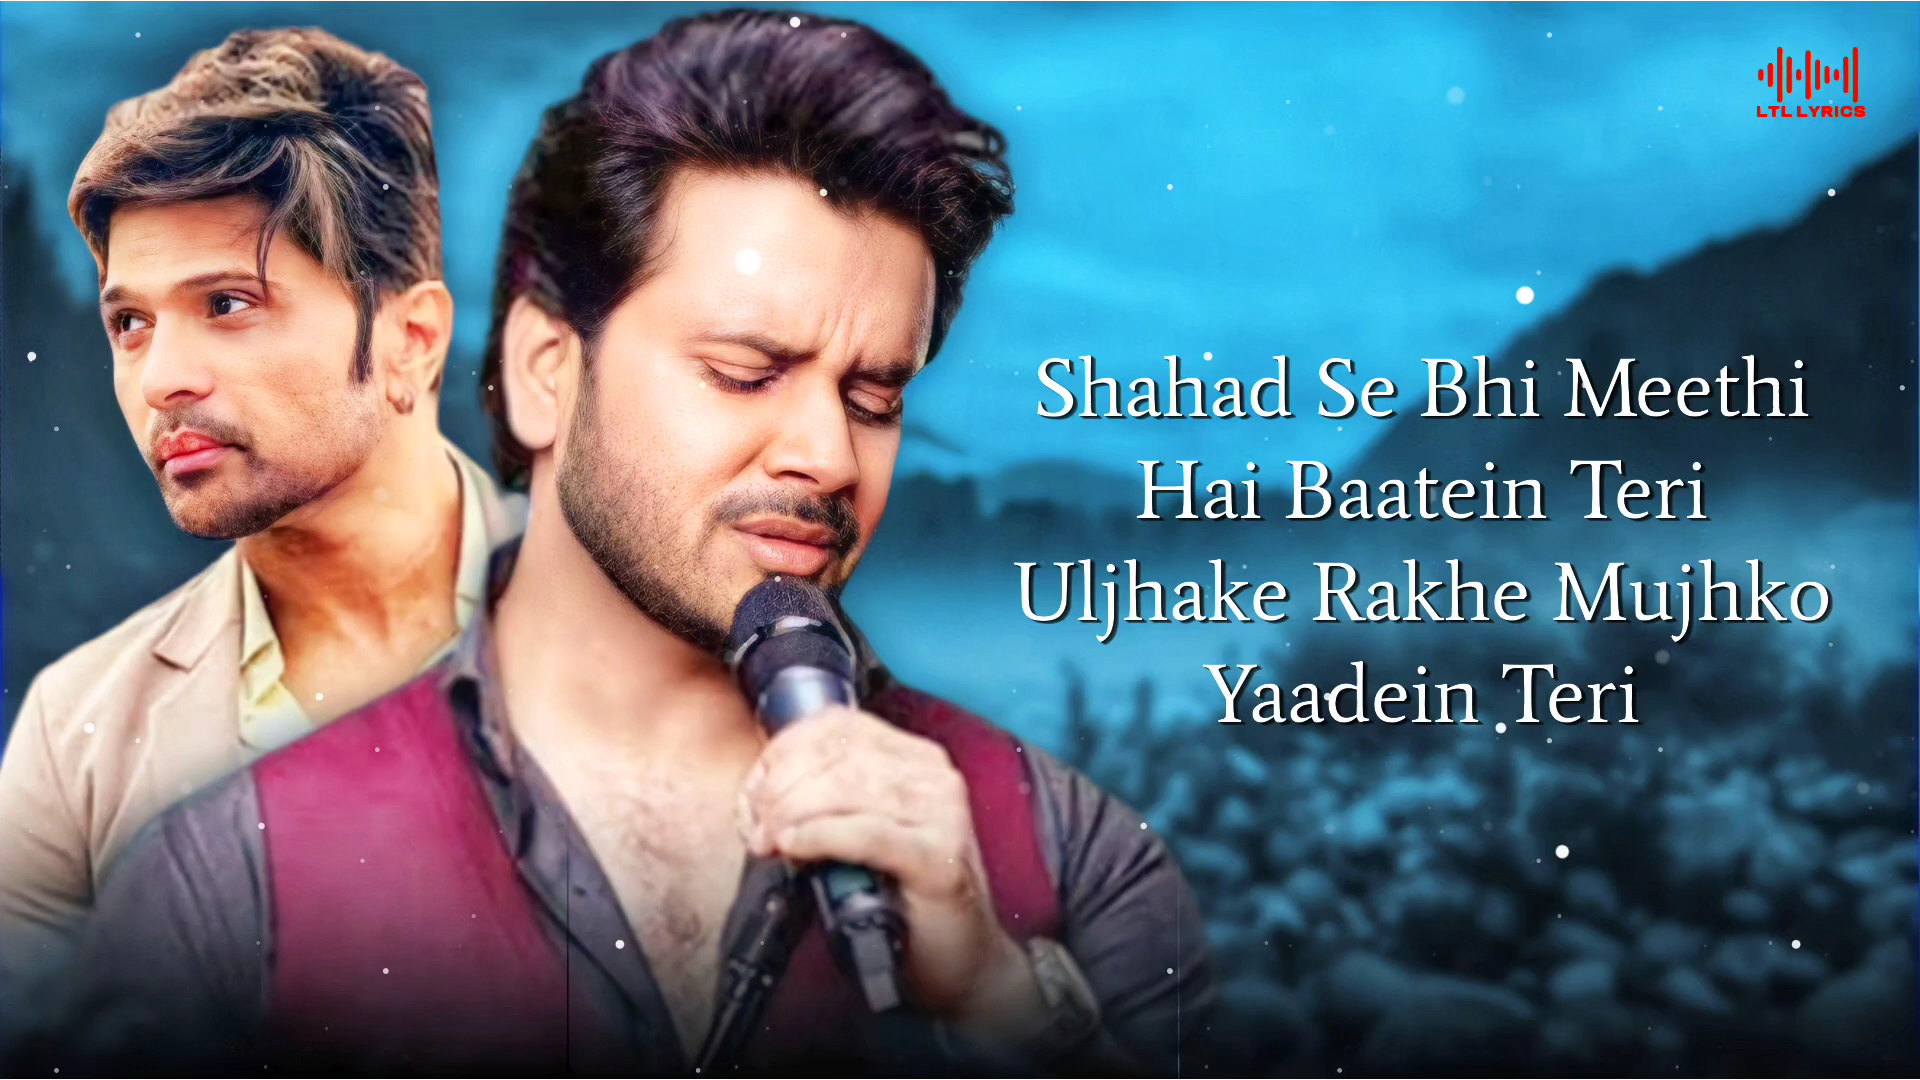 LTL LYRICS
Shahad Se Bhi Meethi
Hai Baatein Teri
Uljhake Rakhe Mujhko
Yaadein Teri